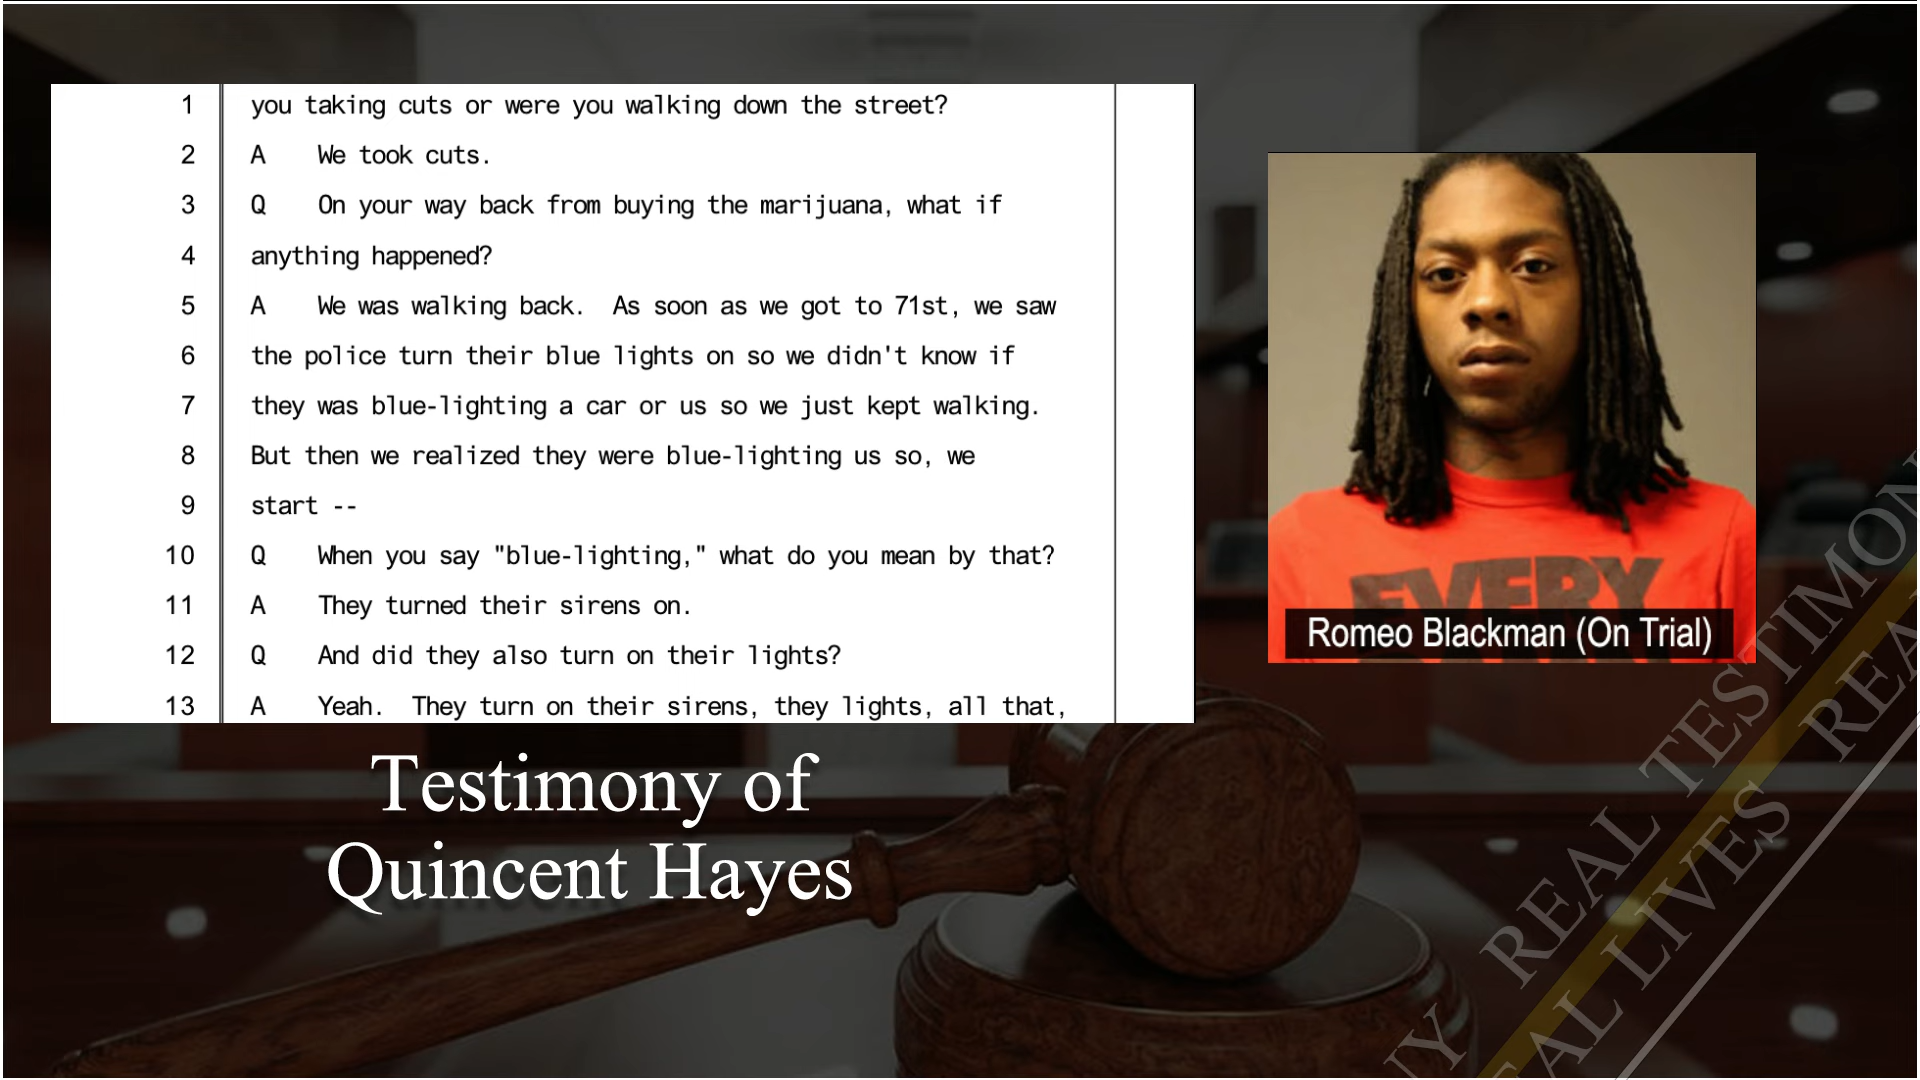 1 you taking cuts or were you walking down the street?
2 A We took cuts.
3 Q On your way back from buying the marijuana, what if
4 anything happened?
5 A We was walking back. As soon as we got to 71st, we saw
6 the police turn their blue lights on so we didn't know if
7 they was blue-lighting a car or us so we just kept walking.
8 But then we realized they were blue-lighting us so, we
9 start --
10 Q When you say "blue-lighting," what do you mean by that?
11 A They turned their sirens on.
12 Q And did they also turn on their lights?
13 A Yeah. They turn on their sirens, they lights, all that,
EVERY
Romeo Blackman (On Trial)
Testimony of
Quincent Hayes
REAL TESTIMON
REAL LIVES REA